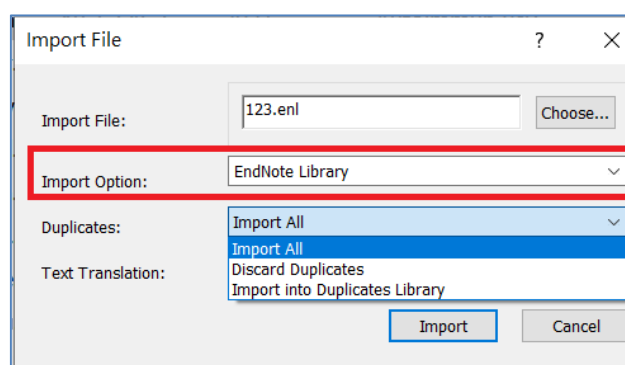 Import File ?
Import File: 123.enl Choose...
Import Option: EndNote Library
Duplicates: Import All
Import All
Text Translation: Discard Duplicates
Import into Duplicates Library
Import Cancel